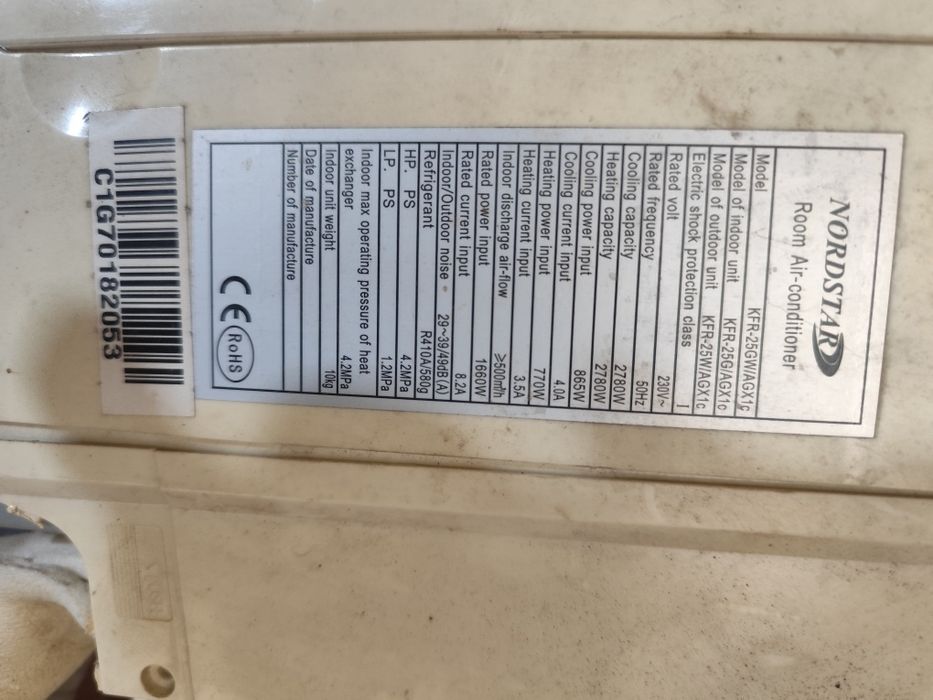 NORDSTAR
Room Air-conditioner
Model KFR-25GW/AGX1c
Model of indoor unit KFR-25G/AGX1c
Model of outdoor unit KFR-25W/AGX1c
Electric shock protection class I
Rated volt 230V~
Rated frequency 50Hz
Cooling capacity 2780W
Heating capacity 2780W
Cooling power input 865W
Cooling current input 4.0A
Heating power input 770W
Heating current input 3.5A
Indoor discharge air-flow ≥500m³/h
Rated power input 1660W
Rated current input 8.2A
Indoor/Outdoor noise 29~39/49dB(A)
Refrigerant R410A/580g
HP. PS 4.2MPa
LP. PS 1.2MPa
Indoor max operating pressure of heat
exchanger 4.2MPa
Indoor unit weight 10kg
Date of manufacture
Number of manufacture
CE RoHS
C1G70182053